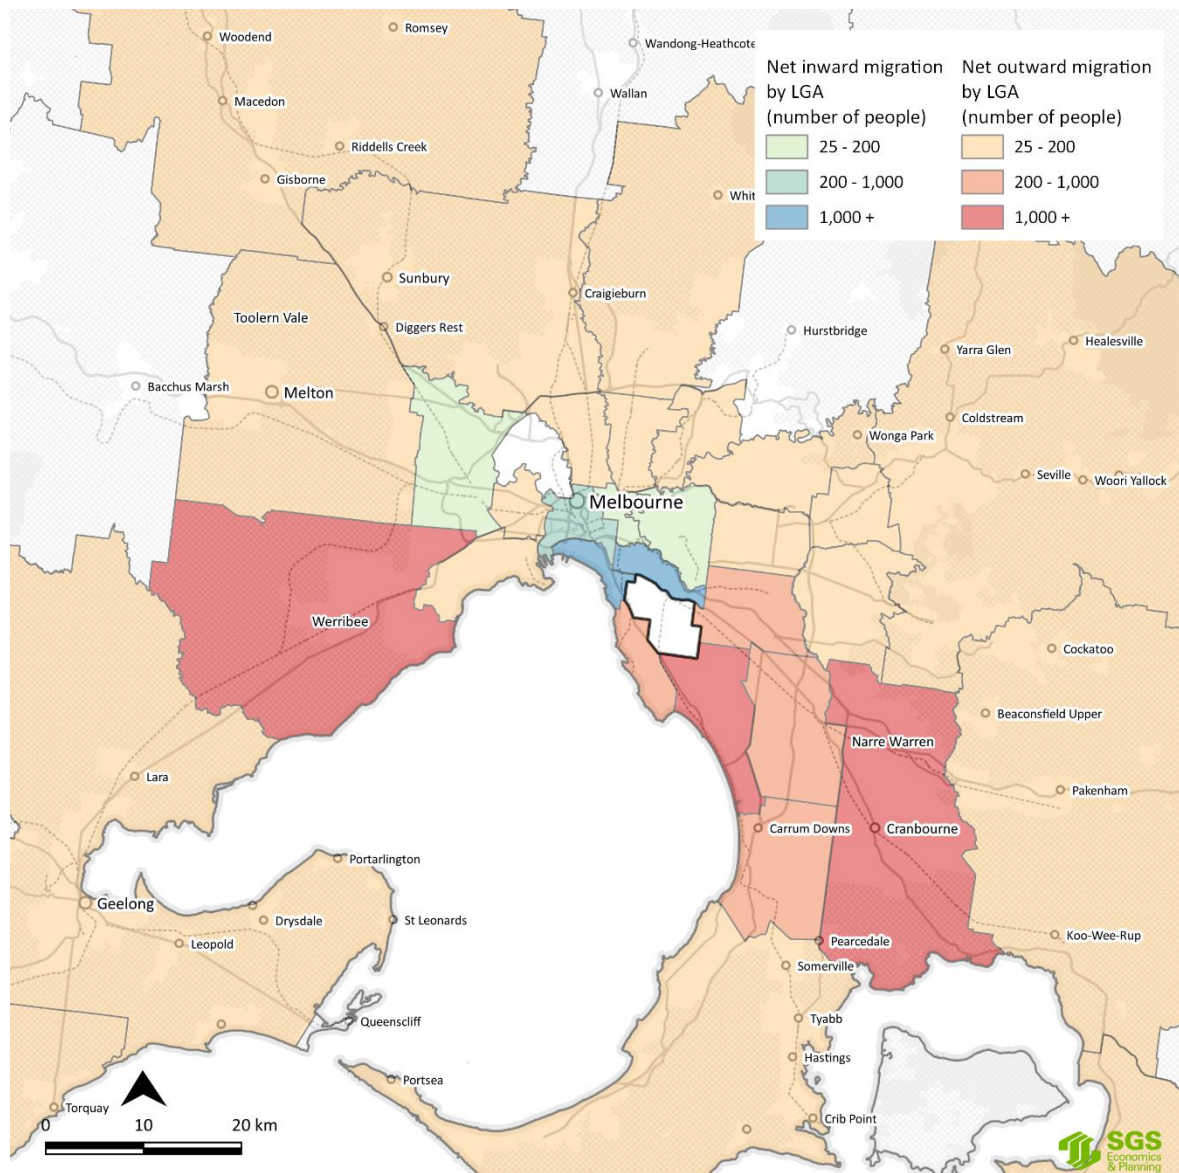 Romsey
Woodend
Wandong-Heathcote
Net inward migration
by LGA
(number of people)
25 - 200
200 - 1,000
1,000 +
Net outward migration
by LGA
(number of people)
25 - 200
200 - 1,000
1,000 +
Wallan
Macedon
Riddells Creek
Gisborne
Whit
Sunbury
Craigieburn
Toolern Vale
Diggers Rest
Hurstbridge
Yarra Glen
Healesville
Bacchus Marsh
Melton
Coldstream
Wonga Park
Seville
Woori Yallock
Melbourne
Werribee
Cockatoo
Beaconsfield Upper
Narre Warren
Lara
Pakenham
Carrum Downs
Cranbourne
Portarlington
Geelong
Drysdale
St Leonards
Leopold
Pearcedale
Koo-Wee-Rup
Somerville
Queenscliff
Tyabb
Hastings
Portsea
Torquay
Crib Point
0 10 20 km
SGS
Economics
& Planning